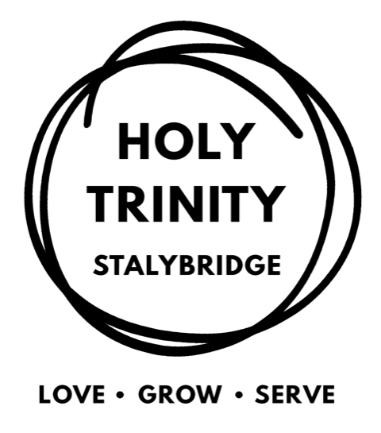 HOLY
TRINITY
STALYBRIDGE
LOVE • GROW • SERVE